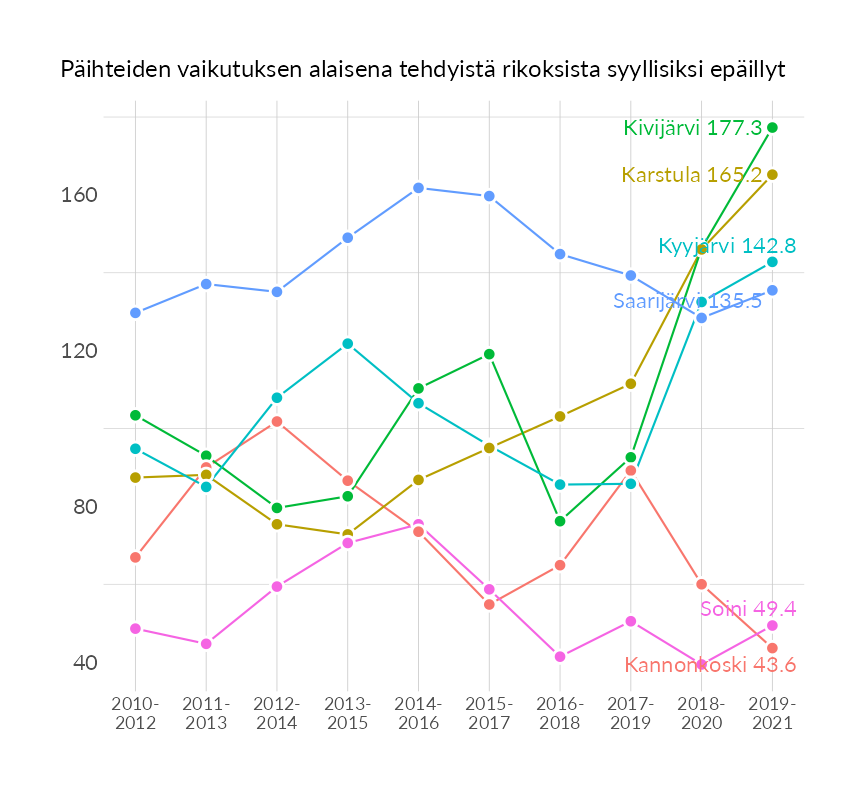 Päihteiden vaikutuksen alaisena tehdyistä rikoksista syyllisiksi epäillyt
Kivijärvi 177.3
Karstula 165.2
160
Kyyjärvi 142.8
Saarijärvi 135.5
120
80
Soini 49.4
40
Kannonkoski 43.6
2010-2012 2011-2013 2012-2014 2013-2015 2014-2016 2015-2017 2016-2018 2017-2019 2018-2020 2019-2021